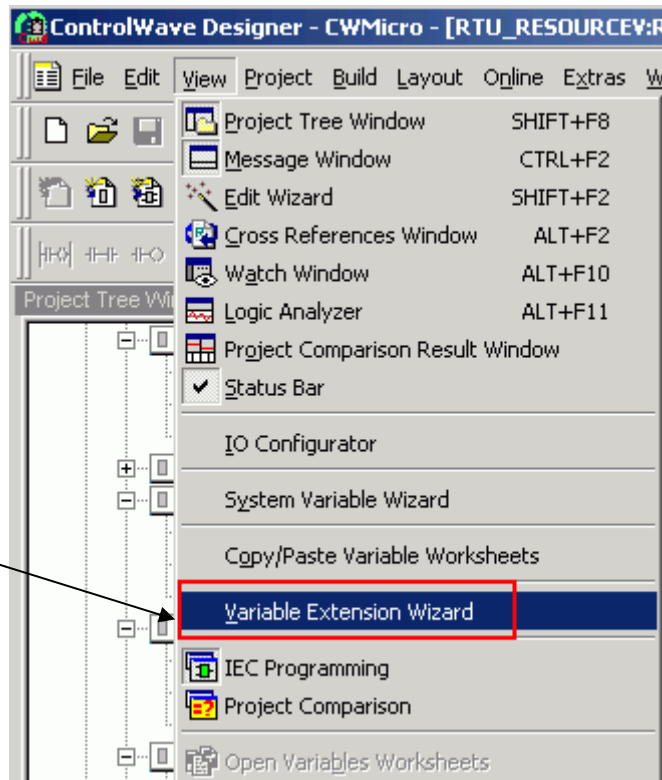 ControlWave Designer - CWMicro - [RTU_RESOURCEV:R
File Edit View Project Build Layout Online Extras W
Project Tree Window SHIFT+F8
Message Window CTRL+F2
Edit Wizard SHIFT+F2
Cross References Window ALT+F2
Watch Window ALT+F10
Project Tree Wi
Logic Analyzer ALT+F11
Project Comparison Result Window
Status Bar
IO Configurator
System Variable Wizard
Copy/Paste Variable Worksheets
Variable Extension Wizard
IEC Programming
Project Comparison
Open Variables Worksheets